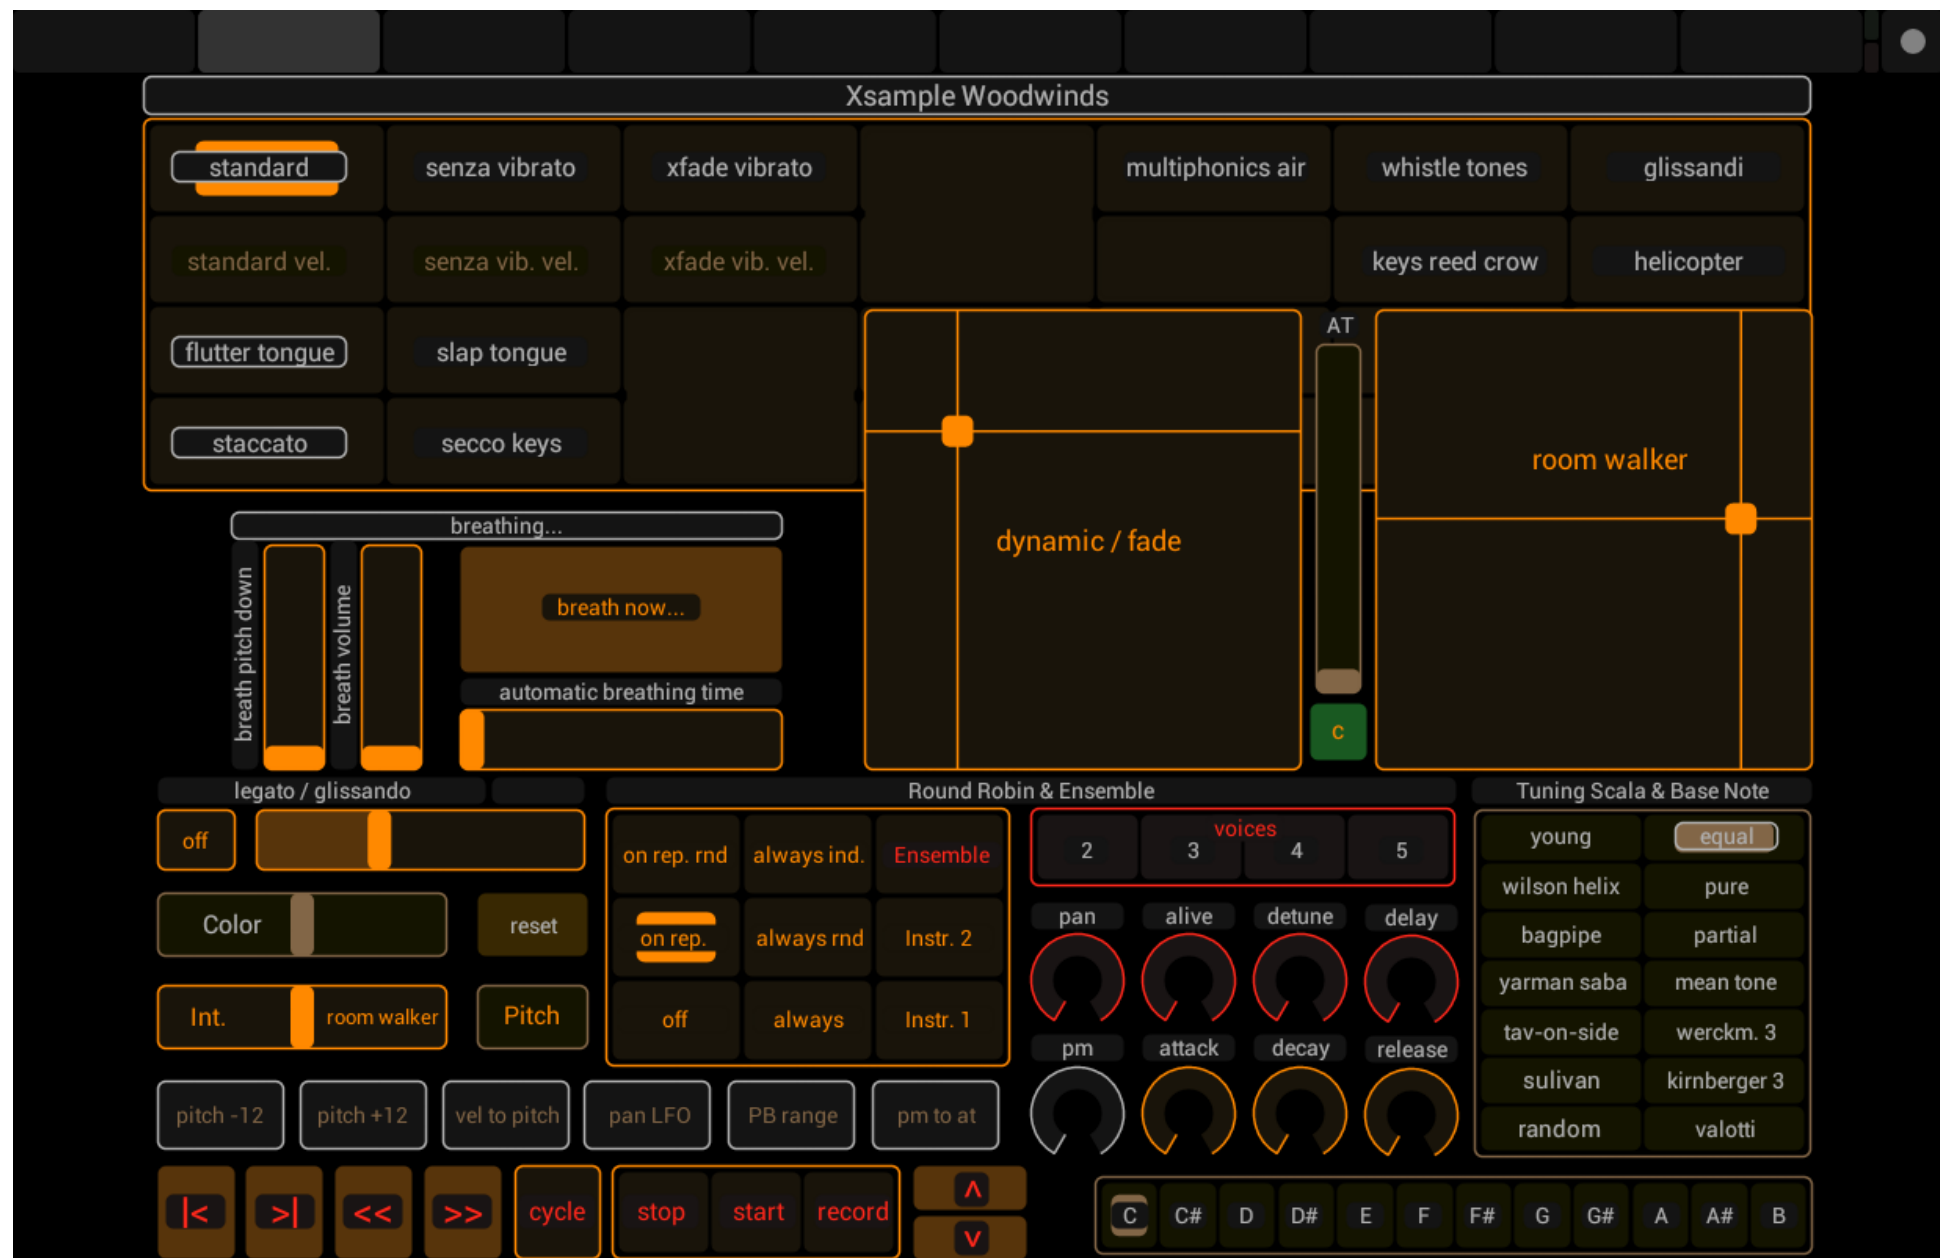 Xsample Woodwinds
standard senza vibrato xfade vibrato multiphonics air whistle tones glissandi
standard vel. senza vib. vel. xfade vib. vel. keys reed crow helicopter
flutter tongue slap tongue
staccato secco keys
AT
dynamic / fade
room walker
c
breathing...
breath pitch down
breath volume
breath now...
automatic breathing time
legato / glissando
off
Color
reset
Int. room walker
Pitch
Round Robin & Ensemble
on rep. rnd always ind. Ensemble
on rep. always rnd Instr. 2
off always Instr. 1
voices
2 3 4 5
pan alive detune delay
pm attack decay release
Tuning Scala & Base Note
young equal
wilson helix pure
bagpipe partial
yarman saba mean tone
tav-on-side werckm. 3
sulivan kirnberger 3
random valotti
pitch -12 pitch +12 vel to pitch pan LFO PB range pm to at
|< >| << >> cycle stop start record
^
v
C C# D D# E F F# G G# A A# B